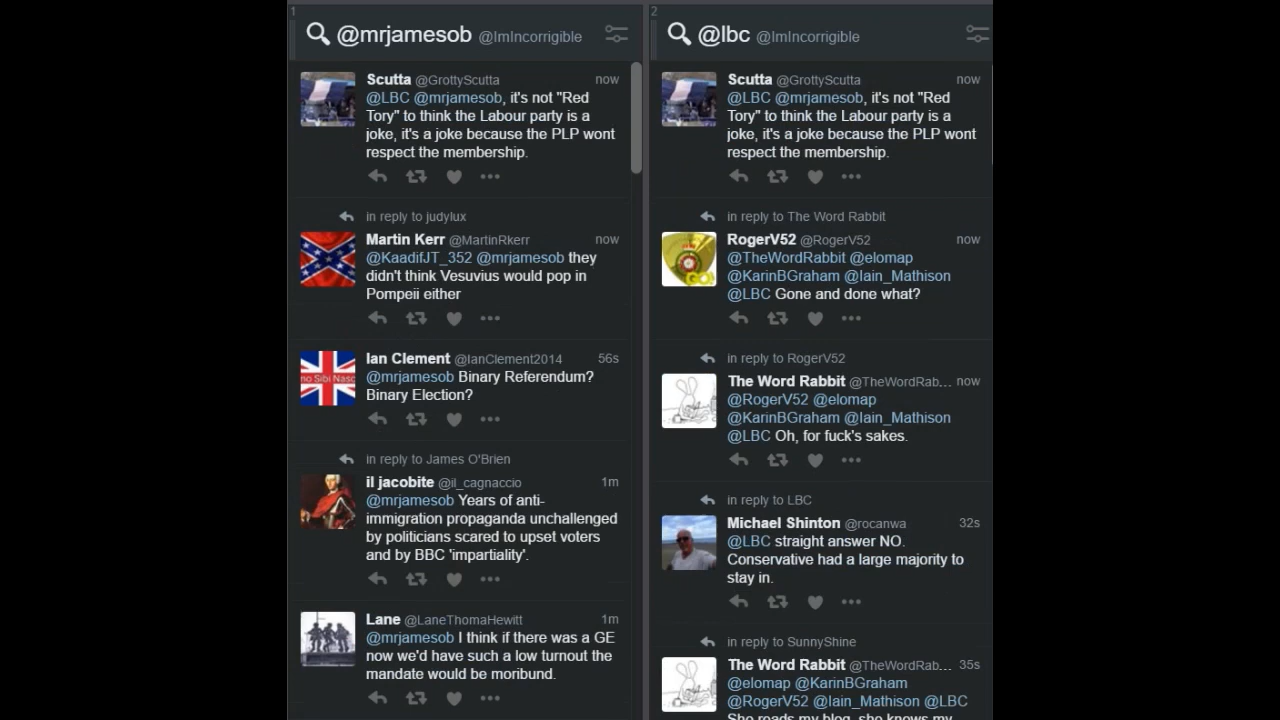 1
@mrjamesob @ImIncorrigible
Scutta @GrottyScutta now
@LBC @mrjamesob, it's not "Red
Tory" to think the Labour party is a
joke, it's a joke because the PLP wont
respect the membership.
in reply to judylux
Martin Kerr @MartinRkerr now
@KaadifJT_352 @mrjamesob they
didn't think Vesuvius would pop in
Pompeii either
Ian Clement @IanClement2014 56s
@mrjamesob Binary Referendum?
Binary Election?
in reply to James O'Brien
il jacobite @il_cagnaccio 1m
@mrjamesob Years of anti-
immigration propaganda unchallenged
by politicians scared to upset voters
and by BBC 'impartiality'.
Lane @LaneThomaHewitt 1m
@mrjamesob I think if there was a GE
now we'd have such a low turnout the
mandate would be moribund.
2
@lbc @ImIncorrigible
Scutta @GrottyScutta now
@LBC @mrjamesob, it's not "Red
Tory" to think the Labour party is a
joke, it's a joke because the PLP wont
respect the membership.
in reply to The Word Rabbit
RogerV52 @RogerV52 now
@TheWordRabbit @elomap
@KarinBGraham @Iain_Mathison
@LBC Gone and done what?
in reply to RogerV52
The Word Rabbit @TheWordRab... now
@RogerV52 @elomap
@KarinBGraham @Iain_Mathison
@LBC Oh, for fuck's sakes.
in reply to LBC
Michael Shinton @rocanwa 32s
@LBC straight answer NO.
Conservative had a large majority to
stay in.
in reply to SunnyShine
The Word Rabbit @TheWordRab... 35s
@elomap @KarinBGraham
@RogerV52 @Iain_Mathison @LBC
She reads my blog, she knows my